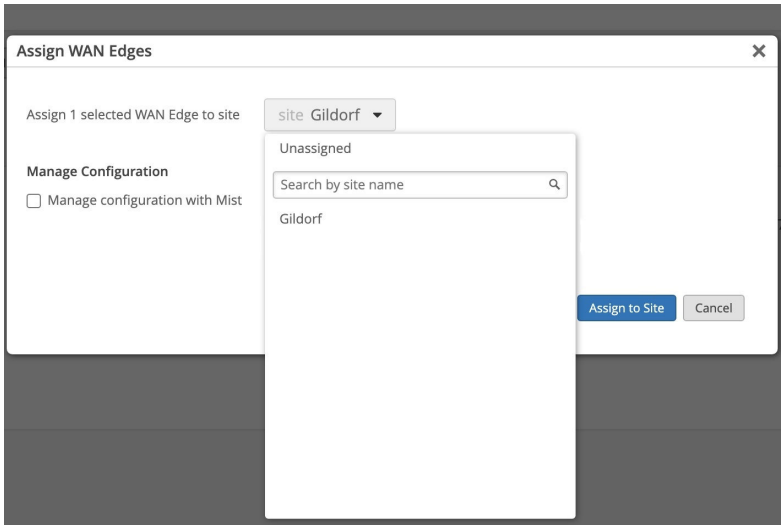 Assign WAN Edges
Assign 1 selected WAN Edge to site
site Gildorf
Unassigned
Manage Configuration
Search by site name
Manage configuration with Mist
Gildorf
Assign to Site
Cancel